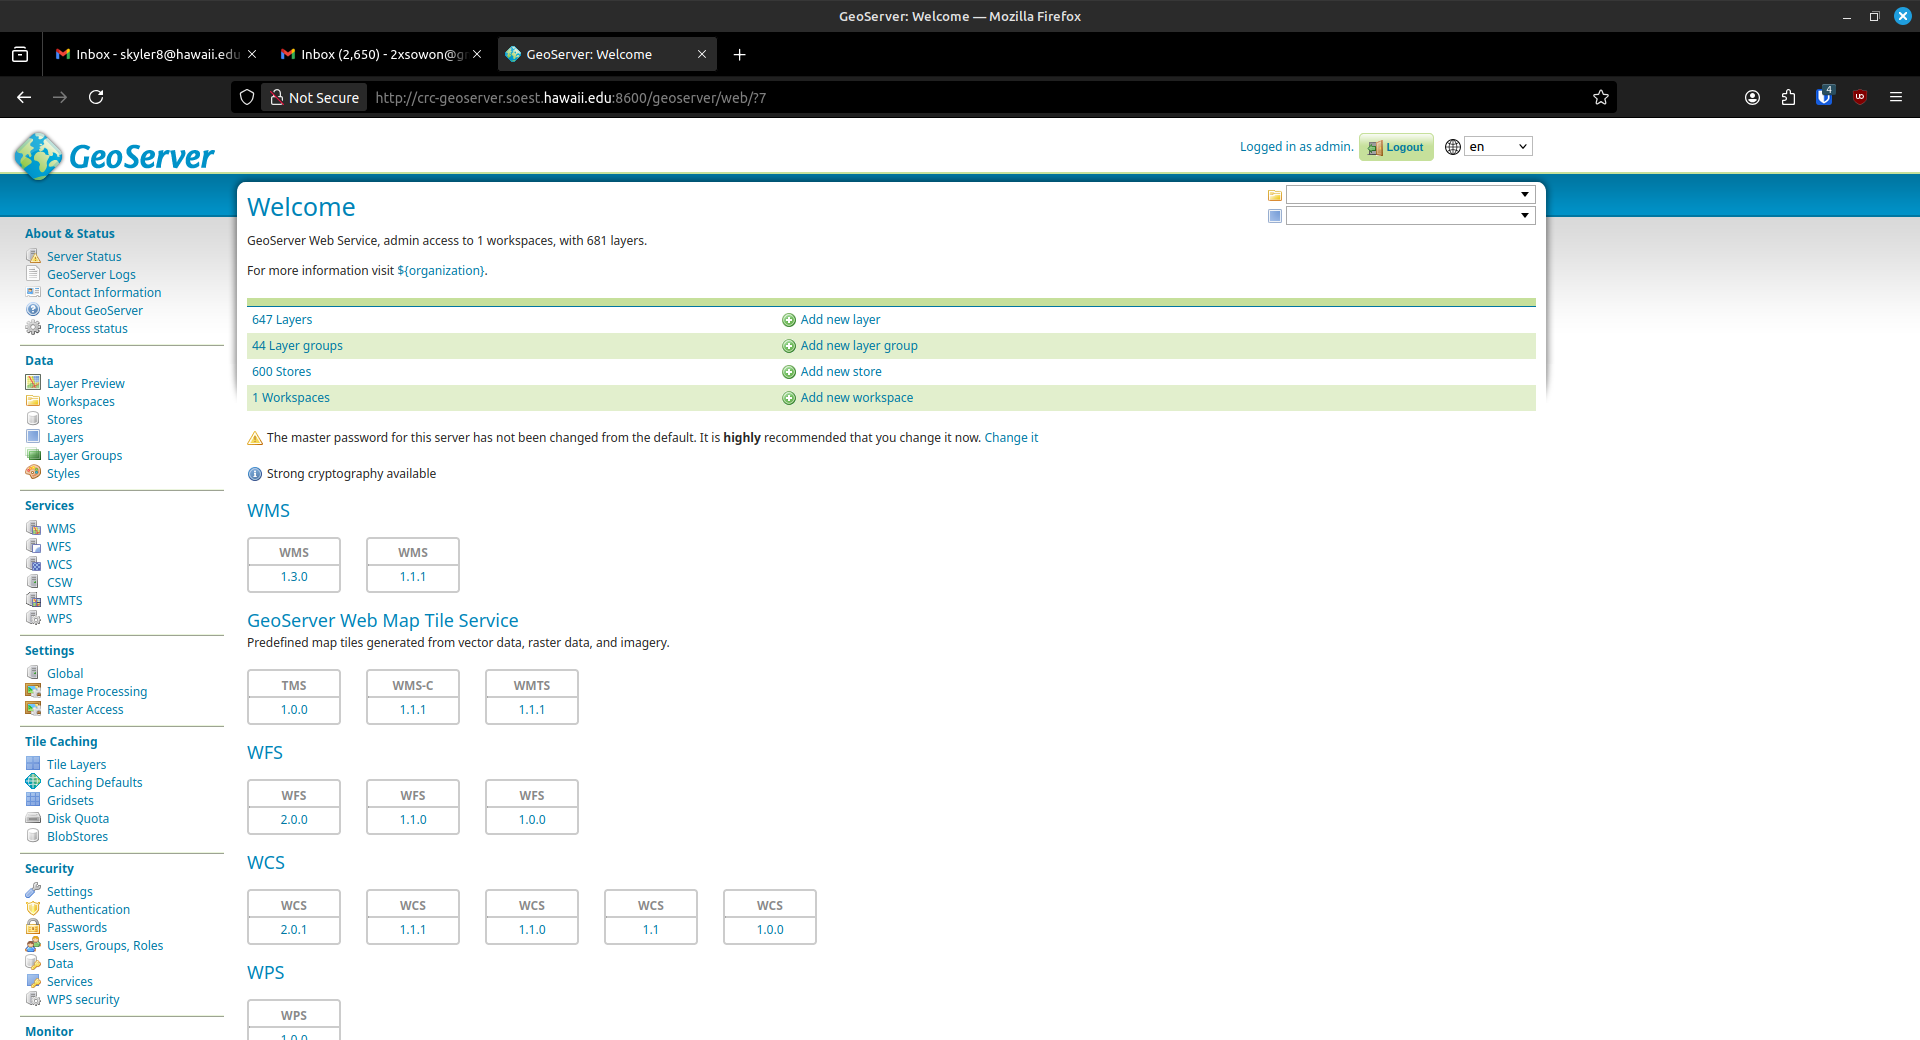 GeoServer: Welcome — Mozilla Firefox
Inbox - skyler8@hawaii.edu
Inbox (2,650) - 2xsowon@g
GeoServer: Welcome
Not Secure
http://crc-geoserver.soest.hawaii.edu:8600/geoserver/web/?7
4
GeoServer
Logged in as admin.
Logout
en
Welcome
GeoServer Web Service, admin access to 1 workspaces, with 681 layers.
For more information visit ${organization}.
647 Layers
Add new layer
44 Layer groups
Add new layer group
600 Stores
Add new store
1 Workspaces
Add new workspace
The master password for this server has not been changed from the default. It is highly recommended that you change it now. Change it
Strong cryptography available
WMS
WMS
1.3.0
WMS
1.1.1
GeoServer Web Map Tile Service
Predefined map tiles generated from vector data, raster data, and imagery.
TMS
1.0.0
WMS-C
1.1.1
WMTS
1.1.1
WFS
WFS
2.0.0
WFS
1.1.0
WFS
1.0.0
WCS
WCS
2.0.1
WCS
1.1.1
WCS
1.1.0
WCS
1.1
WCS
1.0.0
WPS
WPS
1.0.0
About & Status
Server Status
GeoServer Logs
Contact Information
About GeoServer
Process status
Data
Layer Preview
Workspaces
Stores
Layers
Layer Groups
Styles
Services
WMS
WFS
WCS
CSW
WMTS
WPS
Settings
Global
Image Processing
Raster Access
Tile Caching
Tile Layers
Caching Defaults
Gridsets
Disk Quota
BlobStores
Security
Settings
Authentication
Passwords
Users, Groups, Roles
Data
Services
WPS security
Monitor